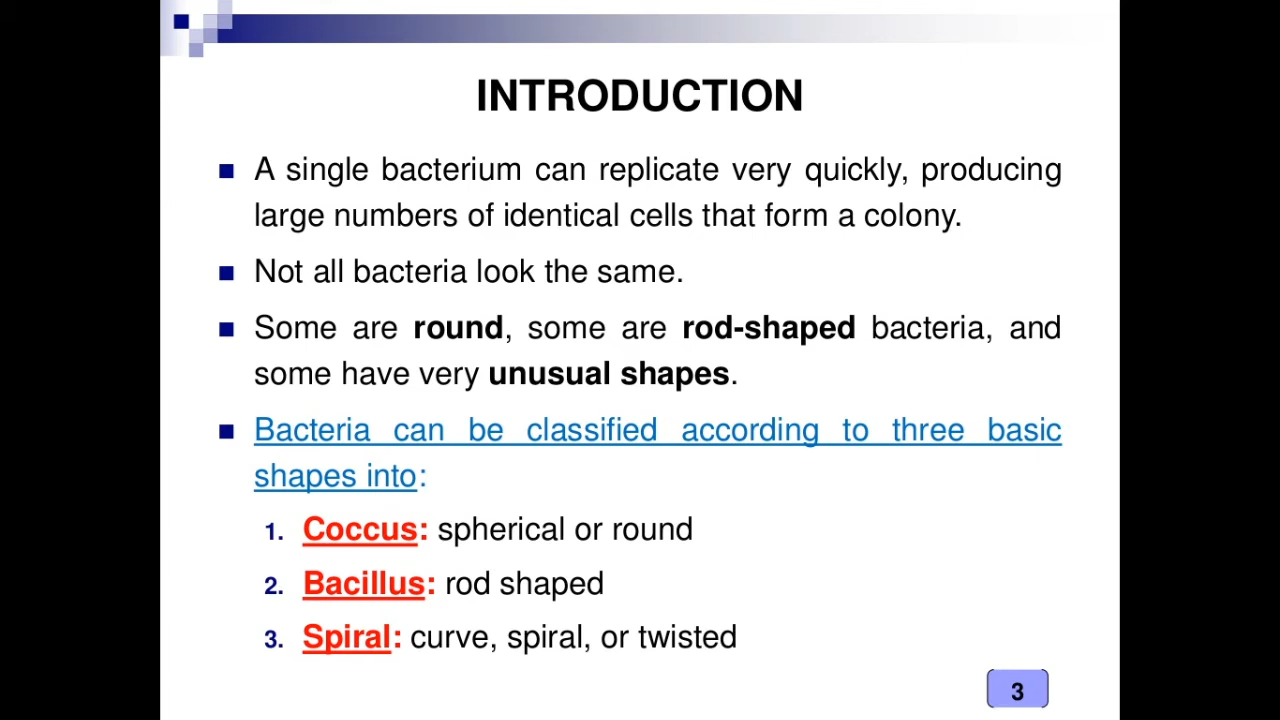 INTRODUCTION
A single bacterium can replicate very quickly, producing
large numbers of identical cells that form a colony.
Not all bacteria look the same.
Some are round, some are rod-shaped bacteria, and
some have very unusual shapes.
Bacteria can be classified according to three basic
shapes into:
1. Coccus: spherical or round
2. Bacillus: rod shaped
3. Spiral: curve, spiral, or twisted
3